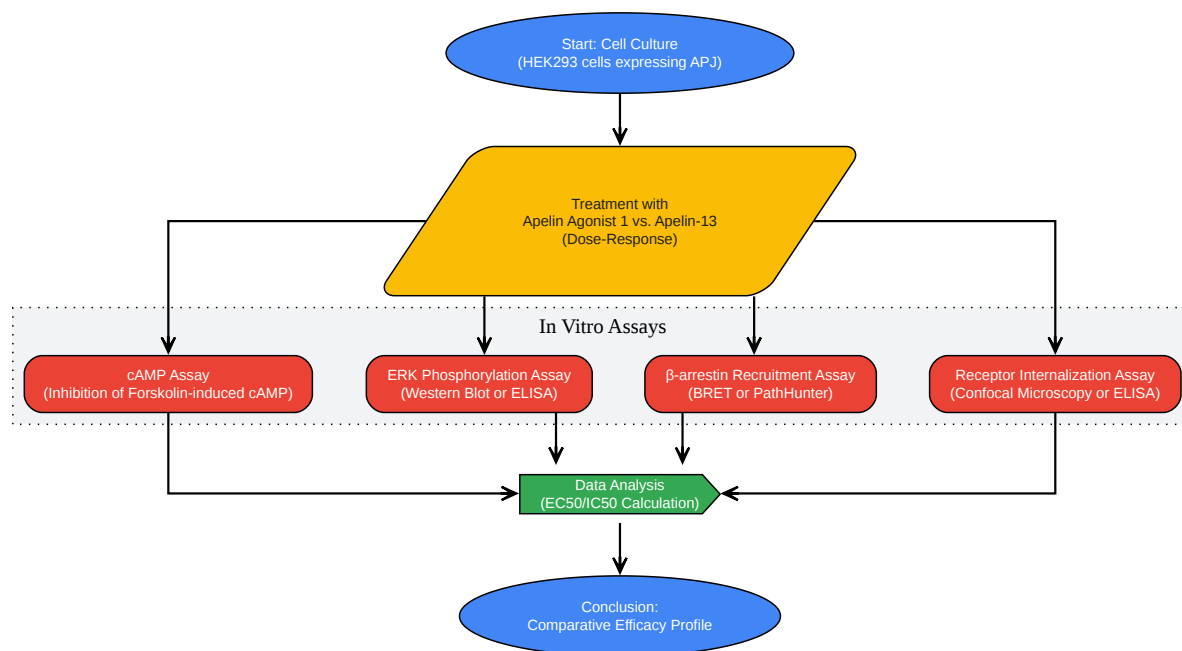 Start: Cell Culture
(HEK293 cells expressing APJ)
Treatment with
Apelin Agonist 1 vs. Apelin-13
(Dose-Response)
In Vitro Assays
cAMP Assay
(Inhibition of Forskolin-induced cAMP)
ERK Phosphorylation Assay
(Western Blot or ELISA)
β-arrestin Recruitment Assay
(BRET or PathHunter)
Receptor Internalization Assay
(Confocal Microscopy or ELISA)
Data Analysis
(EC50/IC50 Calculation)
Conclusion:
Comparative Efficacy Profile